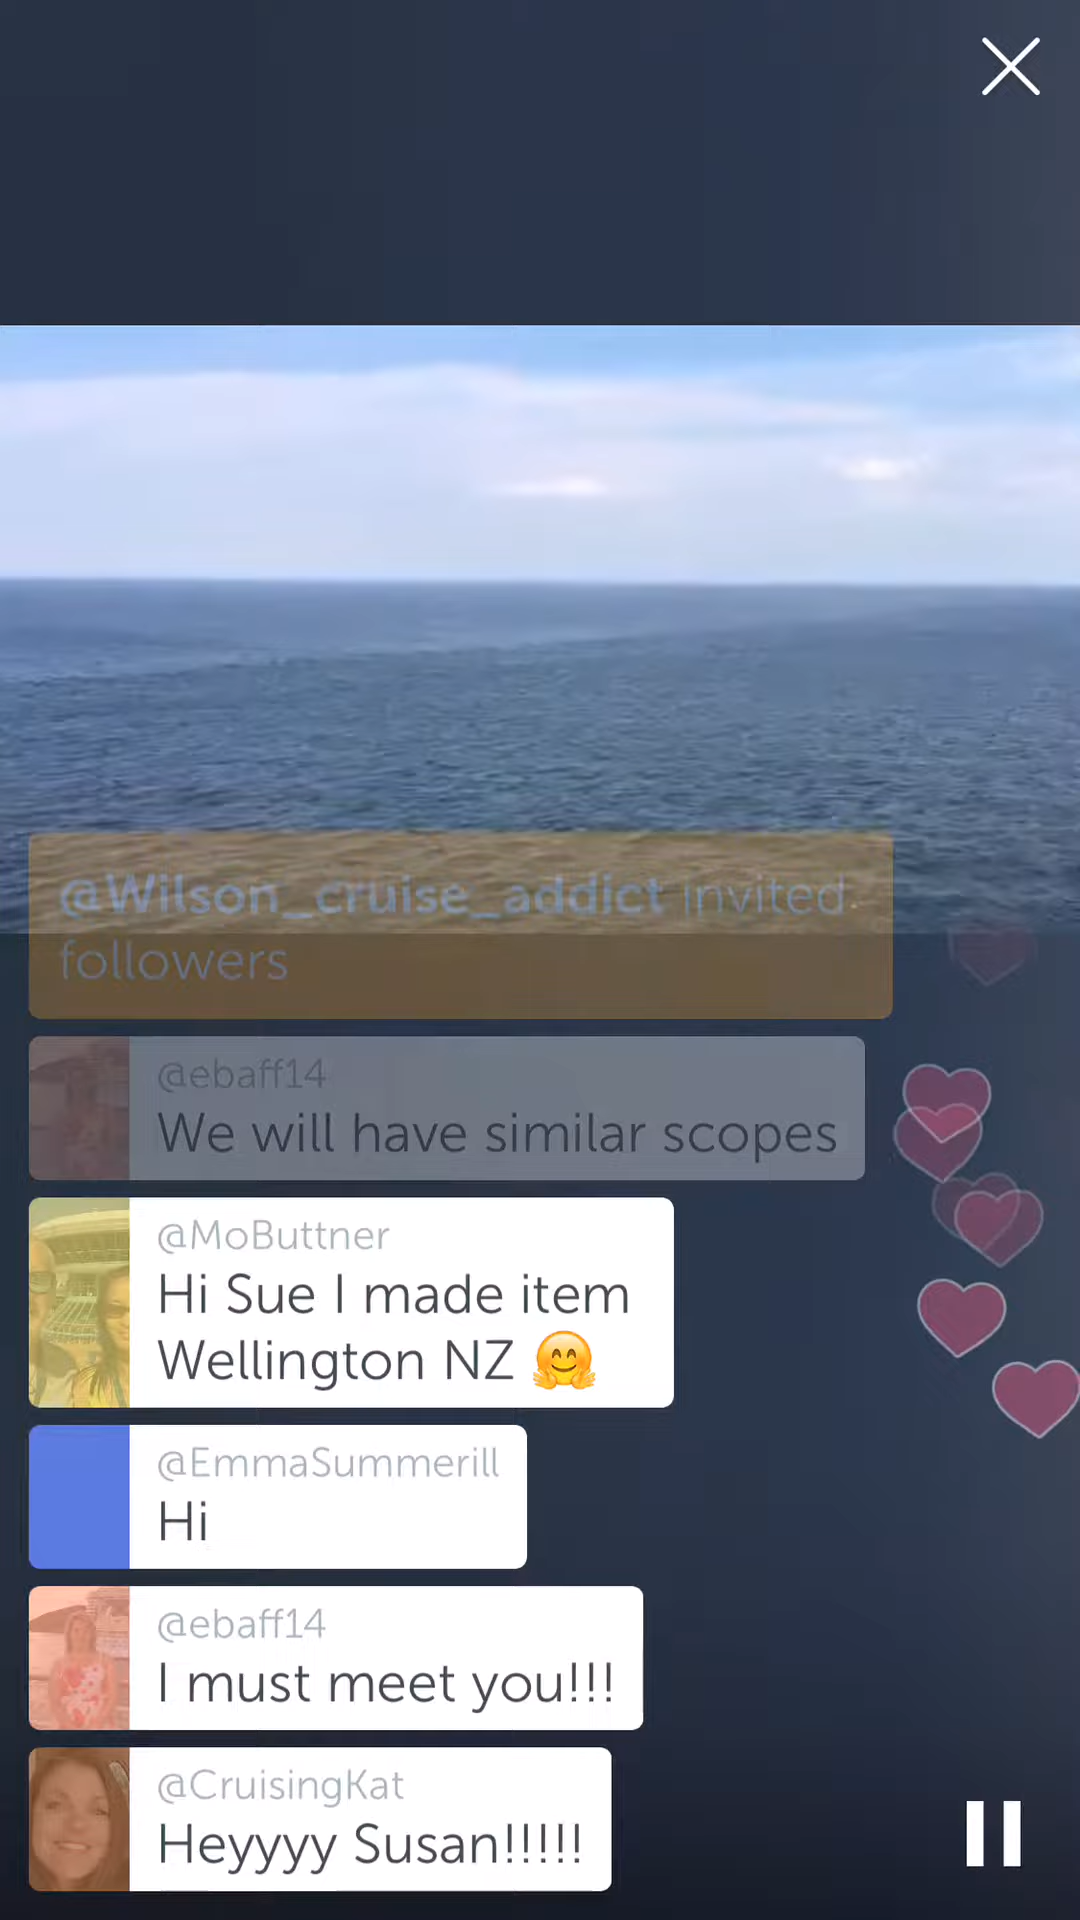 @Wilson_cruise_addict invited
followers
@ebaff14
We will have similar scopes
@MoButtner
Hi Sue I made item
Wellington NZ 🤗
@EmmaSummerill
Hi
@ebaff14
I must meet you!!!
@CruisingKat
Heyyyy Susan!!!!!